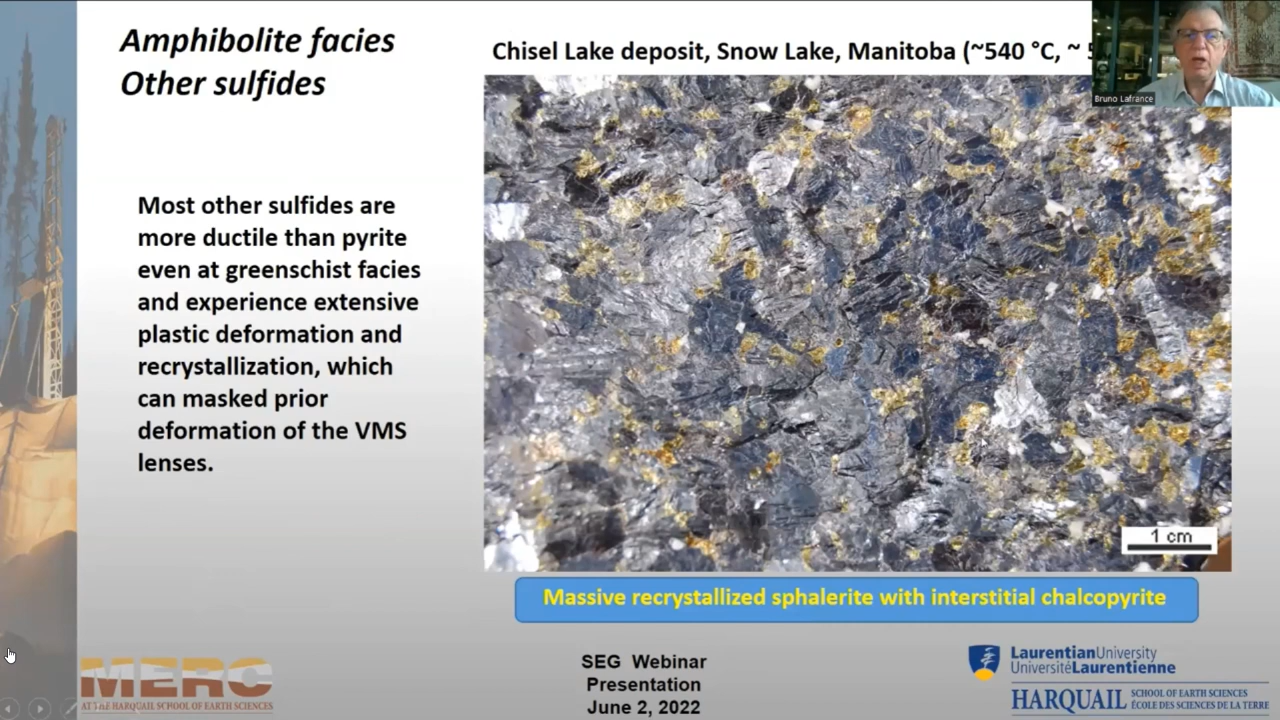 Amphibolite facies
Other sulfides
Chisel Lake deposit, Snow Lake, Manitoba (~540 °C, ~
Bruno Lafrance
Most other sulfides are
more ductile than pyrite
even at greenschist facies
and experience extensive
plastic deformation and
recrystallization, which
can masked prior
deformation of the VMS
lenses.
1 cm
Massive recrystallized sphalerite with interstitial chalcopyrite
MERC
AT THE HARQUAIL SCHOOL OF EARTH SCIENCES
SEG Webinar
Presentation
June 2, 2022
LaurentianUniversity
UniversitéLaurentienne
HARQUAIL SCHOOL OF EARTH SCIENCES
ÉCOLE DES SCIENCES DE LA TERRE